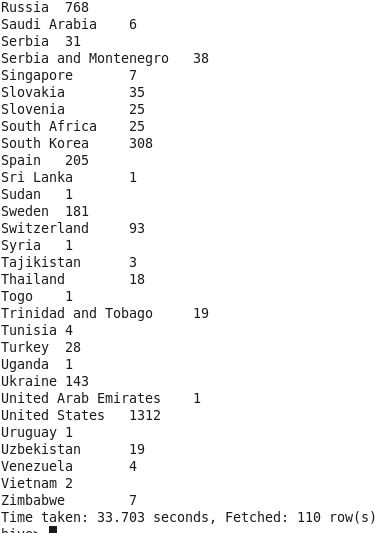 Russia 768
Saudi Arabia 6
Serbia 31
Serbia and Montenegro 38
Singapore 7
Slovakia 35
Slovenia 25
South Africa 25
South Korea 308
Spain 205
Sri Lanka 1
Sudan 1
Sweden 181
Switzerland 93
Syria 1
Tajikistan 3
Thailand 18
Togo 1
Trinidad and Tobago 19
Tunisia 4
Turkey 28
Uganda 1
Ukraine 143
United Arab Emirates 1
United States 1312
Uruguay 1
Uzbekistan 19
Venezuela 4
Vietnam 2
Zimbabwe 7
Time taken: 33.703 seconds, Fetched: 110 row(s)
hive>